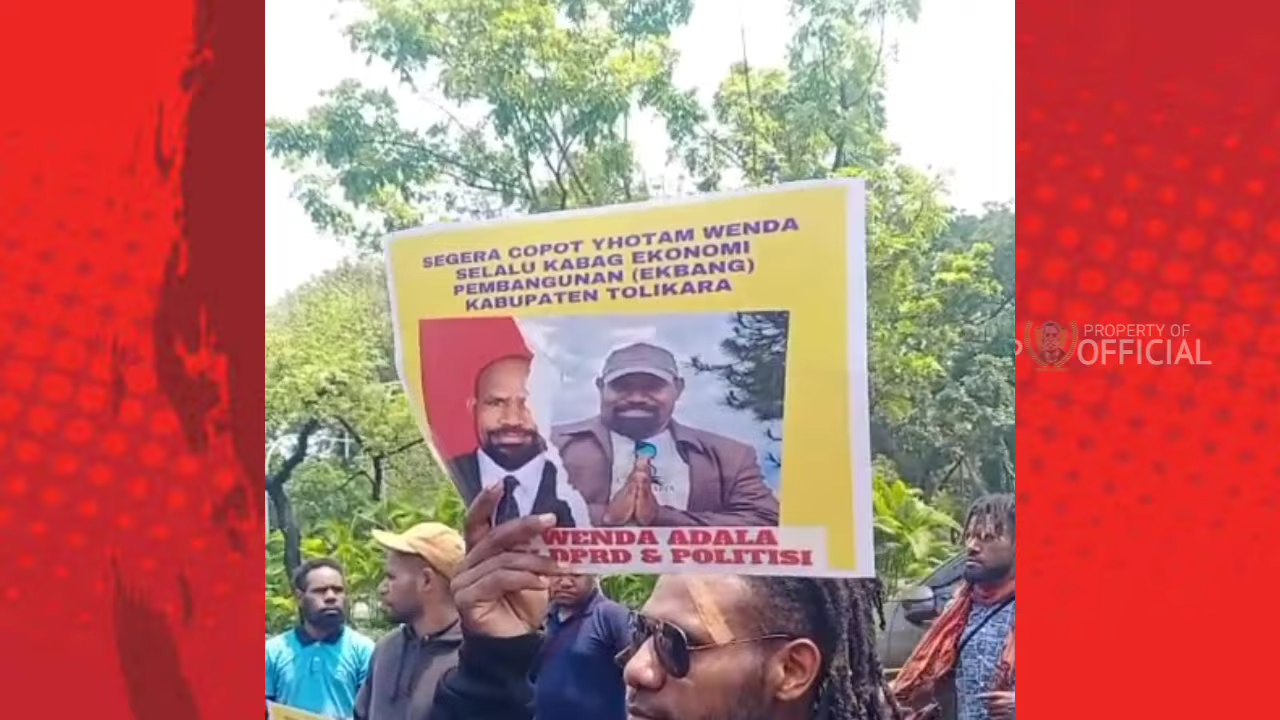 SEGERA COPOT YHOTAM WENDA
SELALU KABAG EKONOMI
PEMBANGUNAN (EKBANG)
KABUPATEN TOLIKARA
WENDA ADALA
DPRD & POLITISI
PROPERTY OF
OFFICIAL